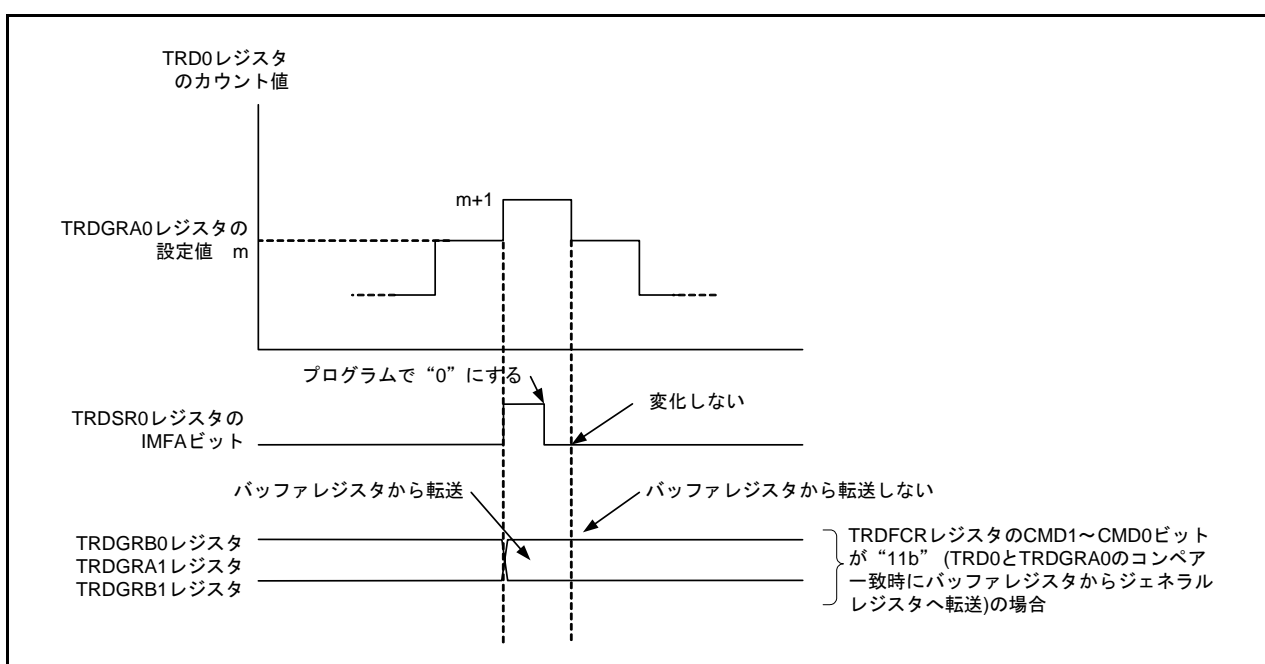 TRD0レジスタ
のカウント値
m+1
TRDGRA0レジスタの
設定値　m
プログラムで“0”にする
変化しない
TRDSR0レジスタの
IMFAビット
バッファレジスタから転送
バッファレジスタから転送しない
TRDGRB0レジスタ
TRDGRA1レジスタ
TRDGRB1レジスタ
TRDFCRレジスタのCMD1～CMD0ビット
が“11b” (TRD0とTRDGRA0のコンペア
一致時にバッファレジスタからジェネラル
レジスタへ転送)の場合